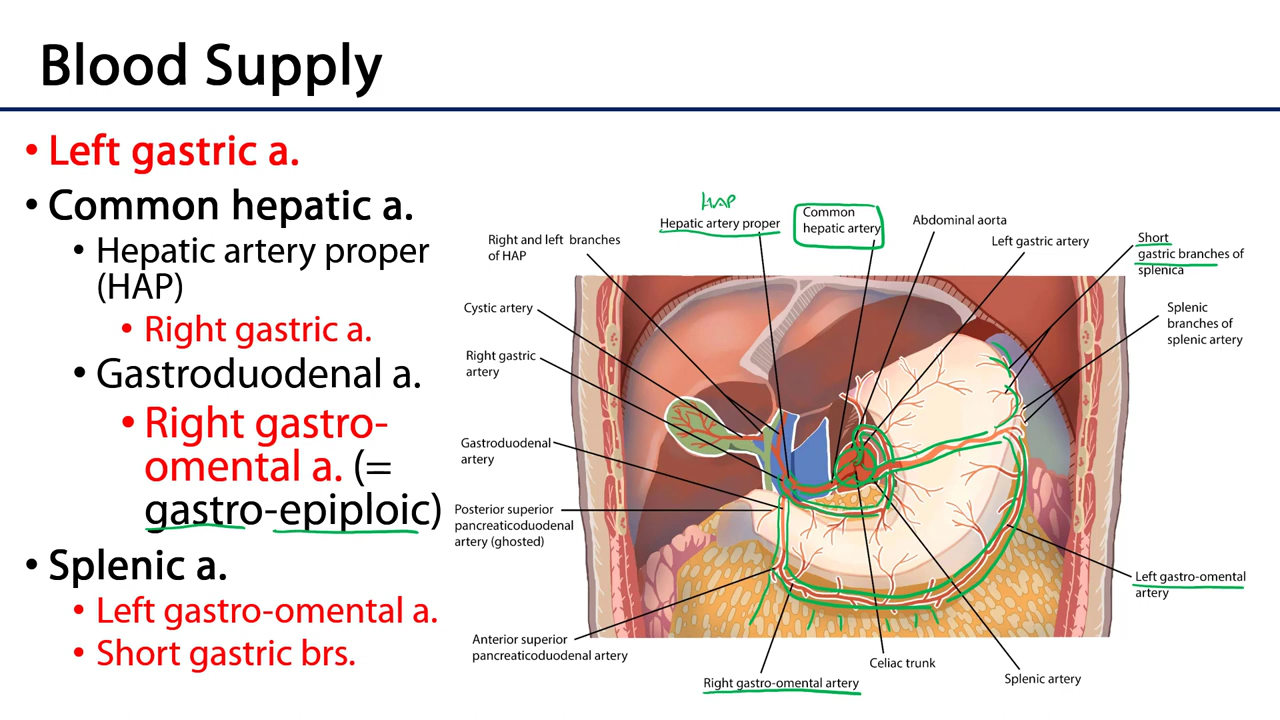 Blood Supply
• Left gastric a.
• Common hepatic a.
• Hepatic artery proper
(HAP)
• Right gastric a.
• Gastroduodenal a.
• Right gastro-
omental a. (=
gastro-epiploic)
• Splenic a.
• Left gastro-omental a.
• Short gastric brs.
HAP
Hepatic artery proper
Common
hepatic artery
Abdominal aorta
Left gastric artery
Short
gastric branches of
splenica
Right and left branches
of HAP
Cystic artery
Splenic
branches of
splenic artery
Right gastric
artery
Gastroduodenal
artery
Posterior superior
pancreaticoduodenal
artery (ghosted)
Left gastro-omental
artery
Anterior superior
pancreaticoduodenal artery
Celiac trunk
Right gastro-omental artery
Splenic artery